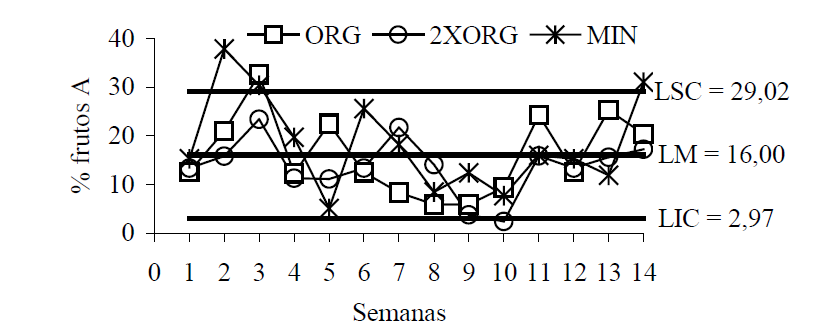 40
ORG 2XORG MIN
30
LSC = 29,02
% frutos A
20
LM = 16,00
10
LIC = 2,97
0
0 1 2 3 4 5 6 7 8 9 10 11 12 13 14
Semanas